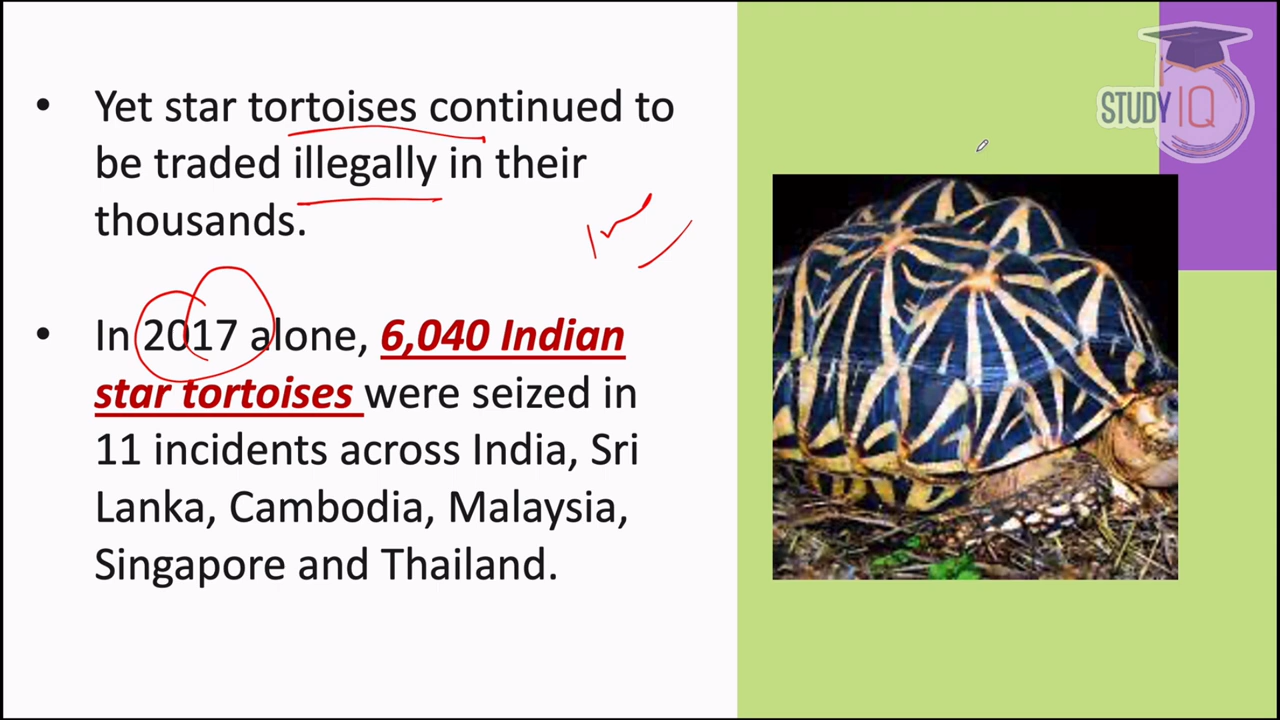 • Yet star tortoises continued to
be traded illegally in their
thousands.
• In 2017 alone, 6,040 Indian
star tortoises were seized in
11 incidents across India, Sri
Lanka, Cambodia, Malaysia,
Singapore and Thailand.
STUDY IQ